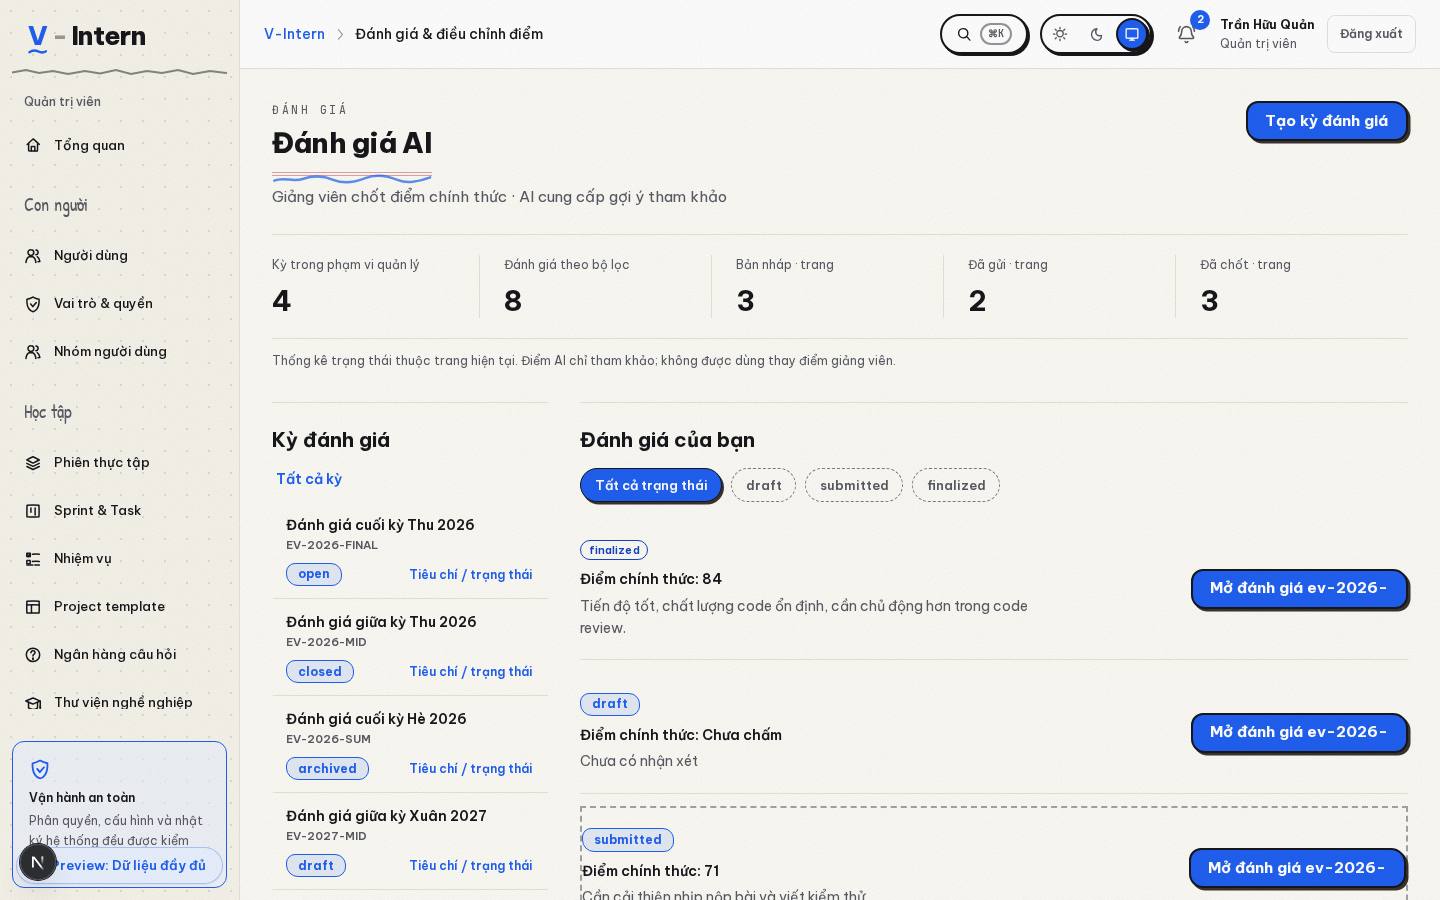 V - Intern
Quản trị viên
Tổng quan
Con người
Người dùng
Vai trò & quyền
Nhóm người dùng
Học tập
Phiên thực tập
Sprint & Task
Nhiệm vụ
Project template
Ngân hàng câu hỏi
Thư viện nghề nghiệp
Vận hành an toàn
Phân quyền, cấu hình và nhật
ký hệ thống đều được kiểm
N
review: Dữ liệu đầy đủ
V-Intern
Đánh giá & điều chỉnh điểm
⌘K
2
Trần Hữu Quản
Quản trị viên
Đăng xuất
ĐÁNH GIÁ
Đánh giá AI
Giảng viên chốt điểm chính thức · AI cung cấp gợi ý tham khảo
Tạo kỳ đánh giá
Kỳ trong phạm vi quản lý
4
Đánh giá theo bộ lọc
8
Bản nháp · trang
3
Đã gửi · trang
2
Đã chốt · trang
3
Thống kê trạng thái thuộc trang hiện tại. Điểm AI chỉ tham khảo; không được dùng thay điểm giảng viên.
Kỳ đánh giá
Tất cả kỳ
Đánh giá cuối kỳ Thu 2026
EV-2026-FINAL
open
Tiêu chí / trạng thái
Đánh giá giữa kỳ Thu 2026
EV-2026-MID
closed
Tiêu chí / trạng thái
Đánh giá cuối kỳ Hè 2026
EV-2026-SUM
archived
Tiêu chí / trạng thái
Đánh giá giữa kỳ Xuân 2027
EV-2027-MID
draft
Tiêu chí / trạng thái
Đánh giá của bạn
Tất cả trạng thái
draft
submitted
finalized
finalized
Điểm chính thức: 84
Tiến độ tốt, chất lượng code ổn định, cần chủ động hơn trong code
review.
Mở đánh giá ev-2026-
draft
Điểm chính thức: Chưa chấm
Chưa có nhận xét
Mở đánh giá ev-2026-
submitted
Điểm chính thức: 71
Cần cải thiện nhịp nộp bài và viết kiểm thử
Mở đánh giá ev-2026-